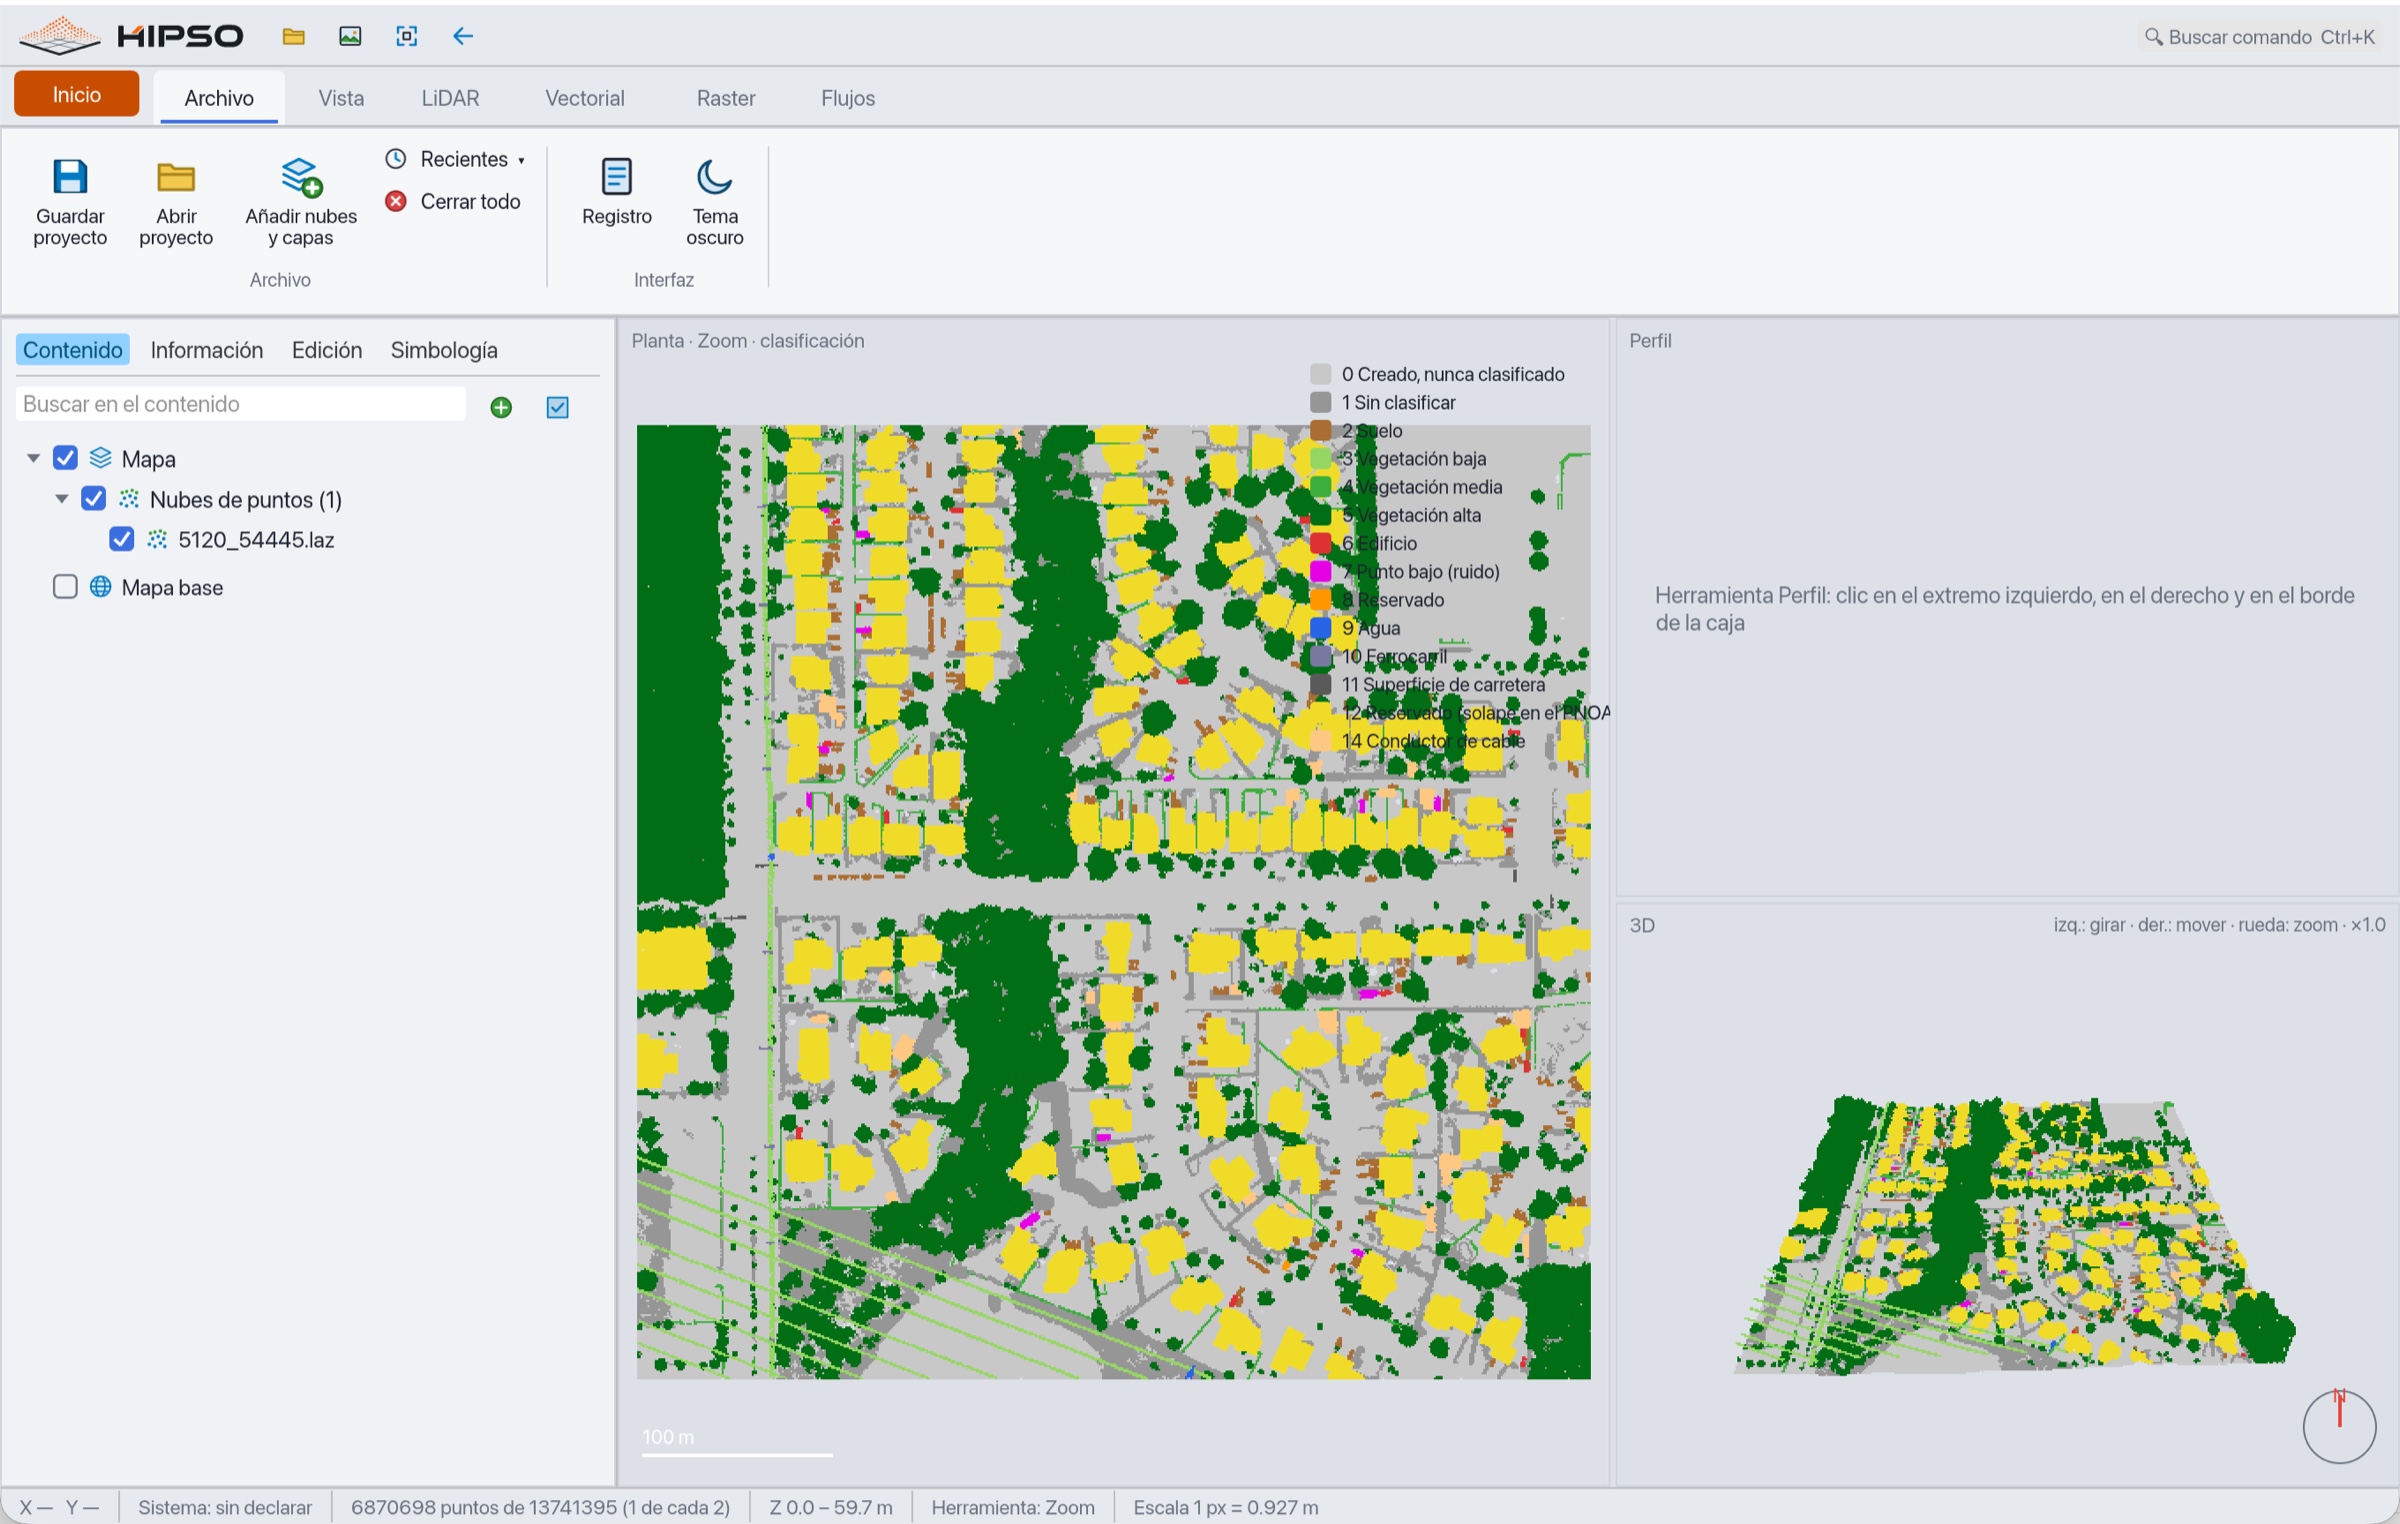 HIPSO
Buscar comando Ctrl+K
Inicio
Archivo
Vista
LiDAR
Vectorial
Raster
Flujos
Guardar
proyecto
Abrir
proyecto
Añadir nubes
y capas
Recientes
Cerrar todo
Archivo
Registro
Tema
oscuro
Interfaz
Contenido
Información
Edición
Simbología
Buscar en el contenido
Mapa
Nubes de puntos (1)
5120_54445.laz
Mapa base
Planta · Zoom · clasificación
0 Creado, nunca clasificado
1 Sin clasificar
2 Suelo
3 Vegetación baja
4 Vegetación media
5 Vegetación alta
6 Edificio
7 Punto bajo (ruido)
8 Reservado
9 Agua
10 Ferrocarril
11 Superficie de carretera
12 Reservado (solape en el PNOA
14 Conductor de cable
100 m
Perfil
Herramienta Perfil: clic en el extremo izquierdo, en el derecho y en el borde
de la caja
3D
izq.: girar · der.: mover · rueda: zoom · ×1.0
N
X — Y —
Sistema: sin declarar
6870698 puntos de 13741395 (1 de cada 2)
Z 0.0 – 59.7 m
Herramienta: Zoom
Escala 1 px = 0.927 m